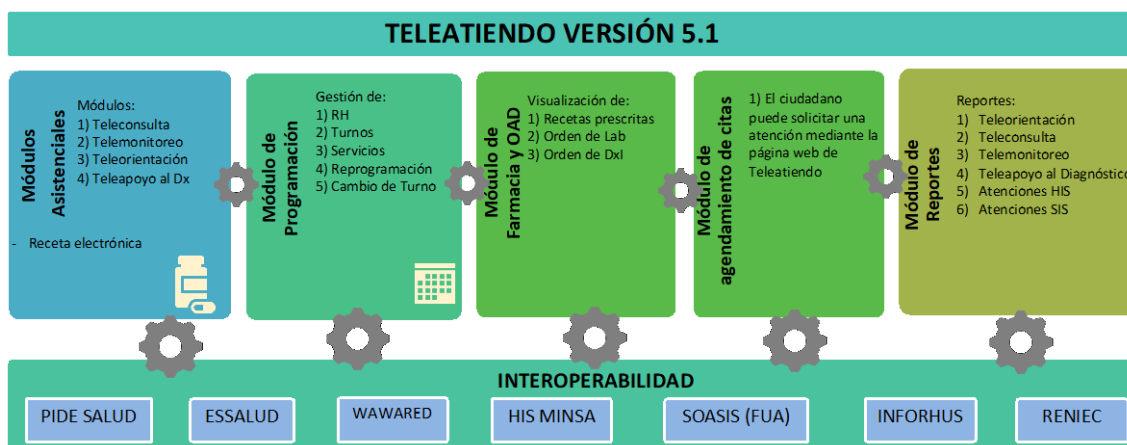 TELEATIENDO VERSIÓN 5.1
Módulos
Asistenciales
Módulos:
1) Teleconsulta
2) Telemonitoreo
3) Teleorientación
4) Teleapoyo al Dx
- Receta electrónica
Módulo de
Programación
Gestión de:
1) RH
2) Turnos
3) Servicios
4) Reprogramación
5) Cambio de Turno
Móulo de
Farmacia y OAD
Visualización de:
1) Recetas prescritas
2) Orden de Lab
3) Orden de DxI
Módulo de
agendamiento de citas
1) El ciudadano
puede solicitar una
atención mediante la
página web de
Teleatiendo
Módulo de
Reportes
Reportes:
1) Teleorientación
2) Teleconsulta
3) Telemonitoreo
4) Teleapoyo al Diagnóstico
5) Atenciones HIS
6) Atenciones SIS
INTEROPERABILIDAD
PIDE SALUD
ESSALUD
WAWARED
HIS MINSA
SOASIS (FUA)
INFORHUS
RENIEC